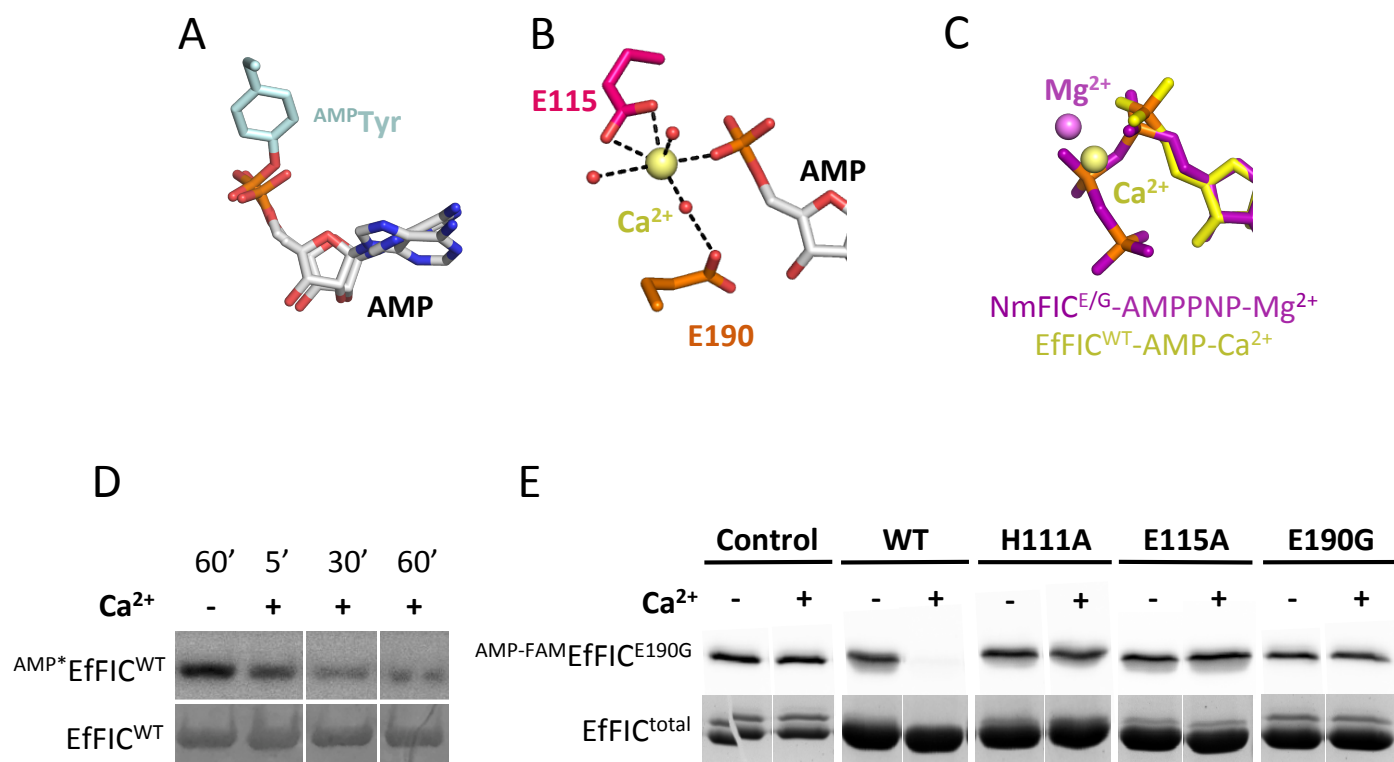 A
B
C
AMPTyr
AMP
E115
AMP
Ca2+
E190
Mg2+
Ca2+
NmFICE/G-AMPPNP-Mg2+
EfFICWT-AMP-Ca2+
D
E
60’ 5’ 30’ 60’
Ca2+ - + + +
AMP*EfFICWT
EfFICWT
Control WT H111A E115A E190G
Ca2+ - + - + - + - + - +
AMP-FAMEfFICE190G
EfFICtotal